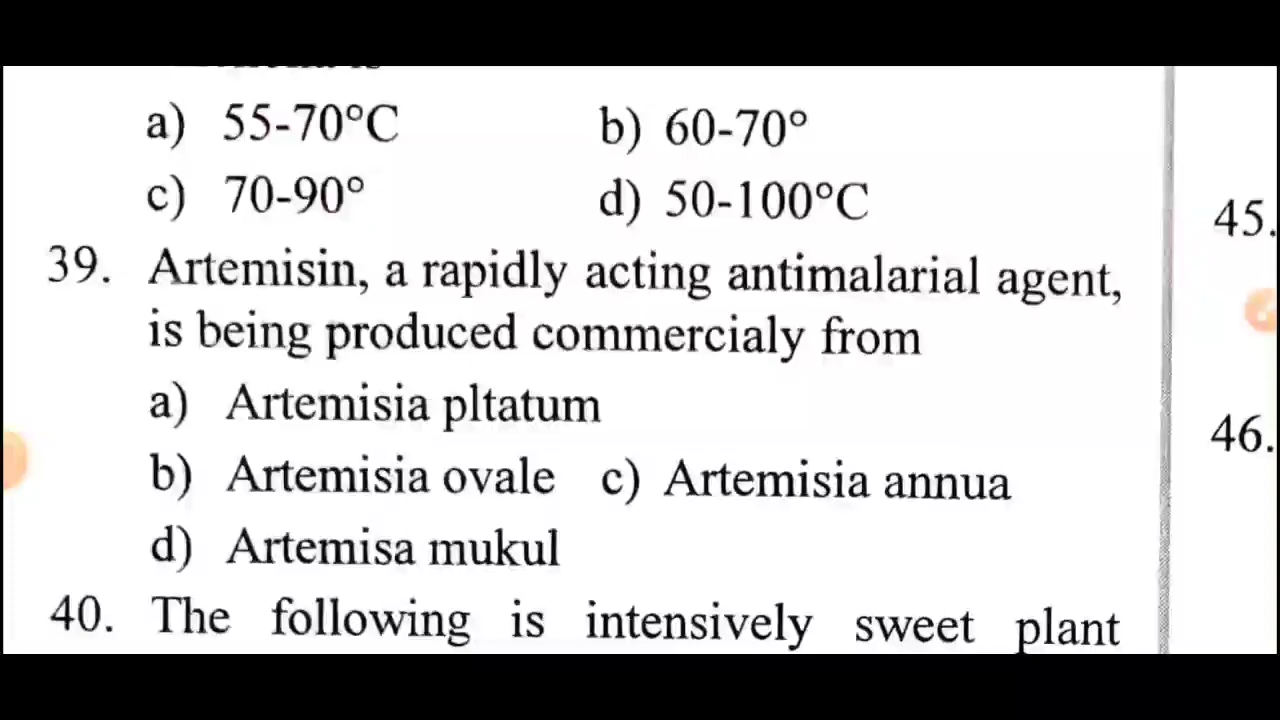 a) 55-70°C b) 60-70°
c) 70-90° d) 50-100°C
39. Artemisin, a rapidly acting antimalarial agent,
is being produced commercialy from
a) Artemisia pltatum
b) Artemisia ovale c) Artemisia annua
d) Artemisa mukul
40. The following is intensively sweet plant
45.
46.